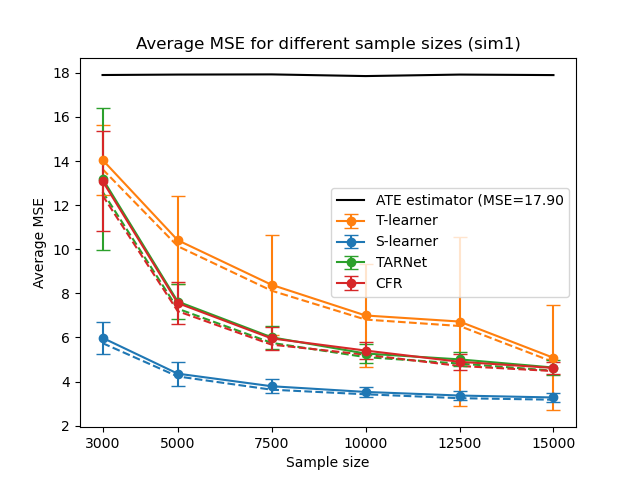 Average MSE for different sample sizes (sim1)
18
16
14
12
10
8
6
4
2
Average MSE
ATE estimator (MSE=17.90
T-learner
S-learner
TARNet
CFR
3000 5000 7500 10000 12500 15000
Sample size